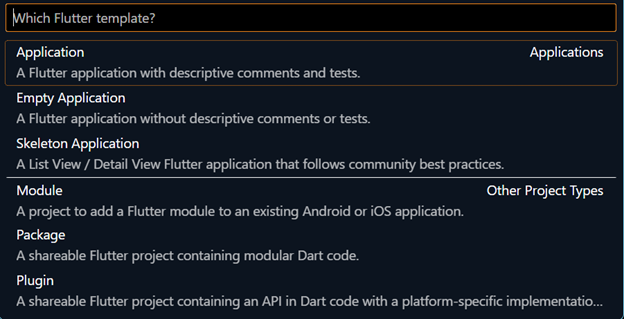 Which Flutter template?
Application Applications
A Flutter application with descriptive comments and tests.
Empty Application
A Flutter application without descriptive comments or tests.
Skeleton Application
A List View / Detail View Flutter application that follows community best practices.
Module Other Project Types
A project to add a Flutter module to an existing Android or iOS application.
Package
A shareable Flutter project containing modular Dart code.
Plugin
A shareable Flutter project containing an API in Dart code with a platform-specific implementatio...